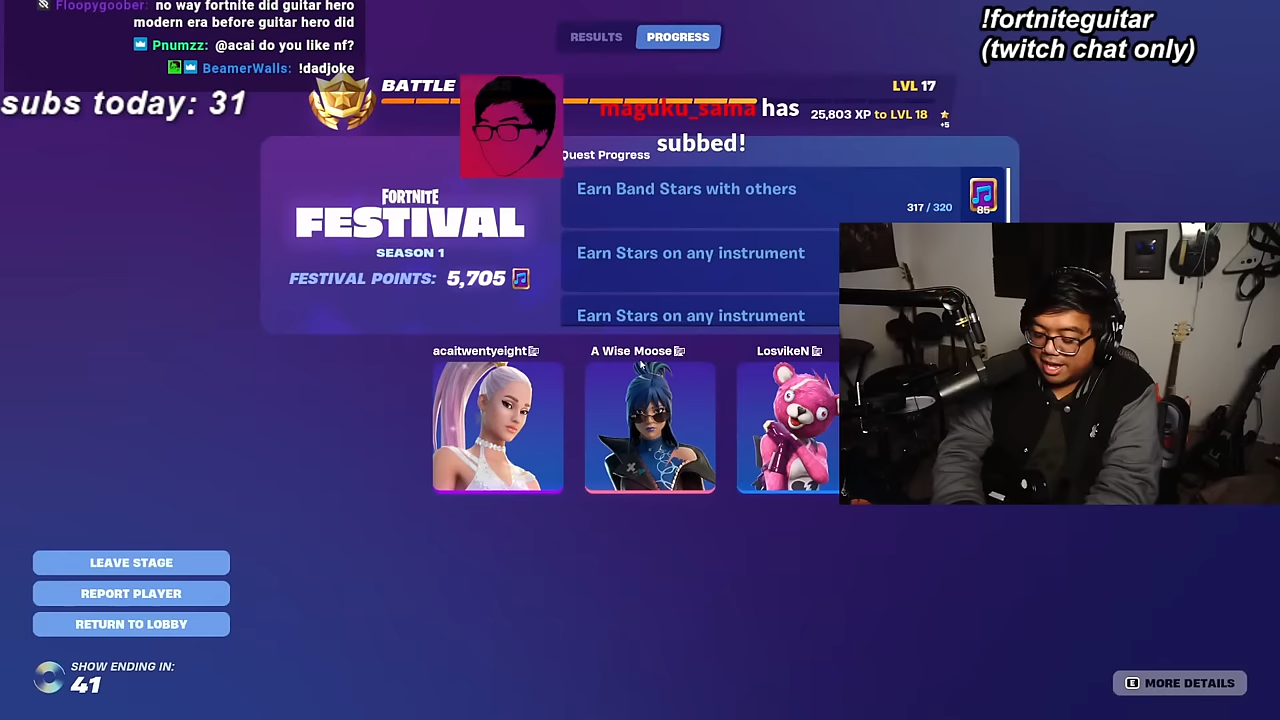 Floopygoober: no way fortnite did guitar hero
modern era before guitar hero did
Pnumzz: @acai do you like nf?
BeamerWalls: !dadjoke
subs today: 31
RESULTS
PROGRESS
!fortniteguitar
(twitch chat only)
BATTLE
LVL 17
25,803 XP to LVL 18
+5
maguku_sama has
subbed!
Quest Progress
FORTNITE
FESTIVAL
SEASON 1
FESTIVAL POINTS: 5,705
Earn Band Stars with others
317 / 320
85
Earn Stars on any instrument
Earn Stars on any instrument
acaitwentyeight
A Wise Moose
LosvikeN
LEAVE STAGE
REPORT PLAYER
RETURN TO LOBBY
SHOW ENDING IN:
41
E MORE DETAILS